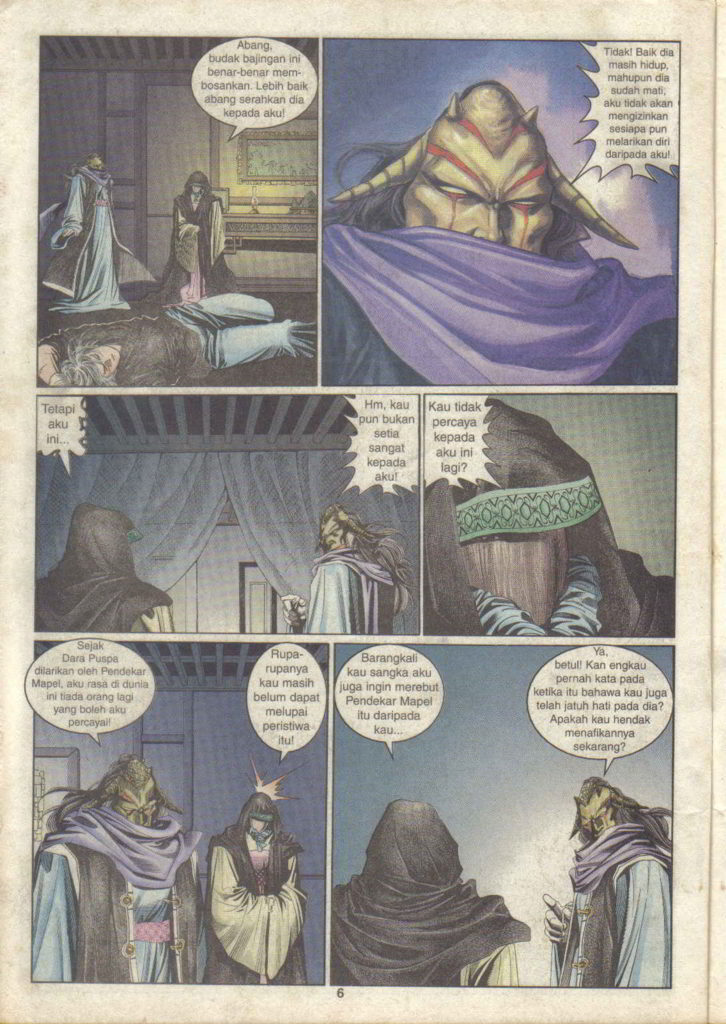 Abang,
budak bajingan ini
benar-benar mem-
bosankan. Lebih baik
abang serahkan dia
kepada aku!
Tidak! Baik dia
masih hidup,
mahupun dia
sudah mati,
aku tidak akan
mengizinkan
sesiapa pun
melarikan diri
daripada aku!
Tetapi
aku
ini...
Hm, kau
pun bukan
setia
sangat
kepada
aku!
Kau tidak
percaya
kepada
aku ini
lagi?
Sejak
Dara Puspa
dilarikan oleh Pendekar
Mapel, aku rasa di dunia
ini tiada orang lagi
yang boleh aku
percayai!
Rupa-
rupanya
kau masih
belum dapat
melupai
peristiwa
itu!
Barangkali
kau sangka aku
juga ingin merebut
Pendekar Mapel
itu daripada
kau...
Ya,
betul! Kan engkau
pernah kata pada
ketika itu bahawa kau juga
telah jatuh hati pada dia?
Apakah kau hendak
menafikannya
sekarang?
6